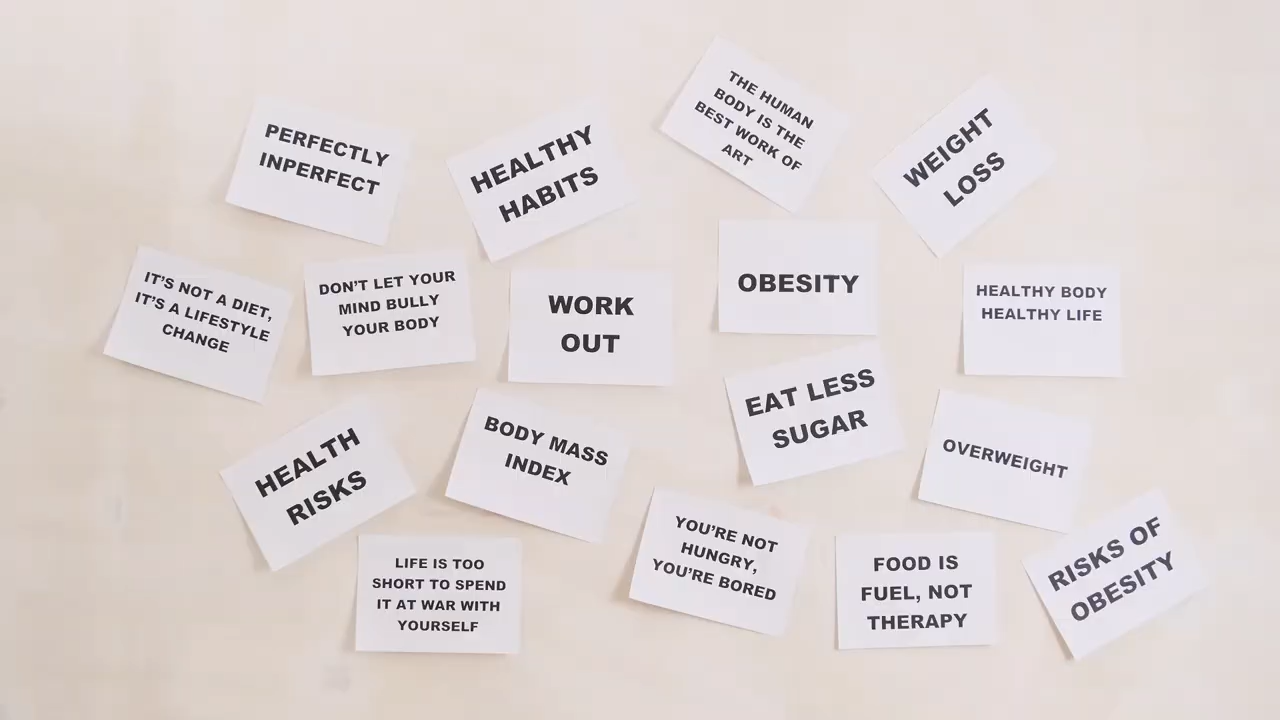 PERFECTLY
INPERFECT
HEALTHY
HABITS
THE HUMAN
BODY IS THE
BEST WORK OF
ART
WEIGHT
LOSS
IT’S NOT A DIET,
IT’S A LIFESTYLE
CHANGE
DON’T LET YOUR
MIND BULLY
YOUR BODY
WORK
OUT
OBESITY
HEALTHY BODY
HEALTHY LIFE
HEALTH
RISKS
BODY MASS
INDEX
EAT LESS
SUGAR
OVERWEIGHT
LIFE IS TOO
SHORT TO SPEND
IT AT WAR WITH
YOURSELF
YOU’RE NOT
HUNGRY,
YOU’RE BORED
FOOD IS
FUEL, NOT
THERAPY
RISKS OF
OBESITY